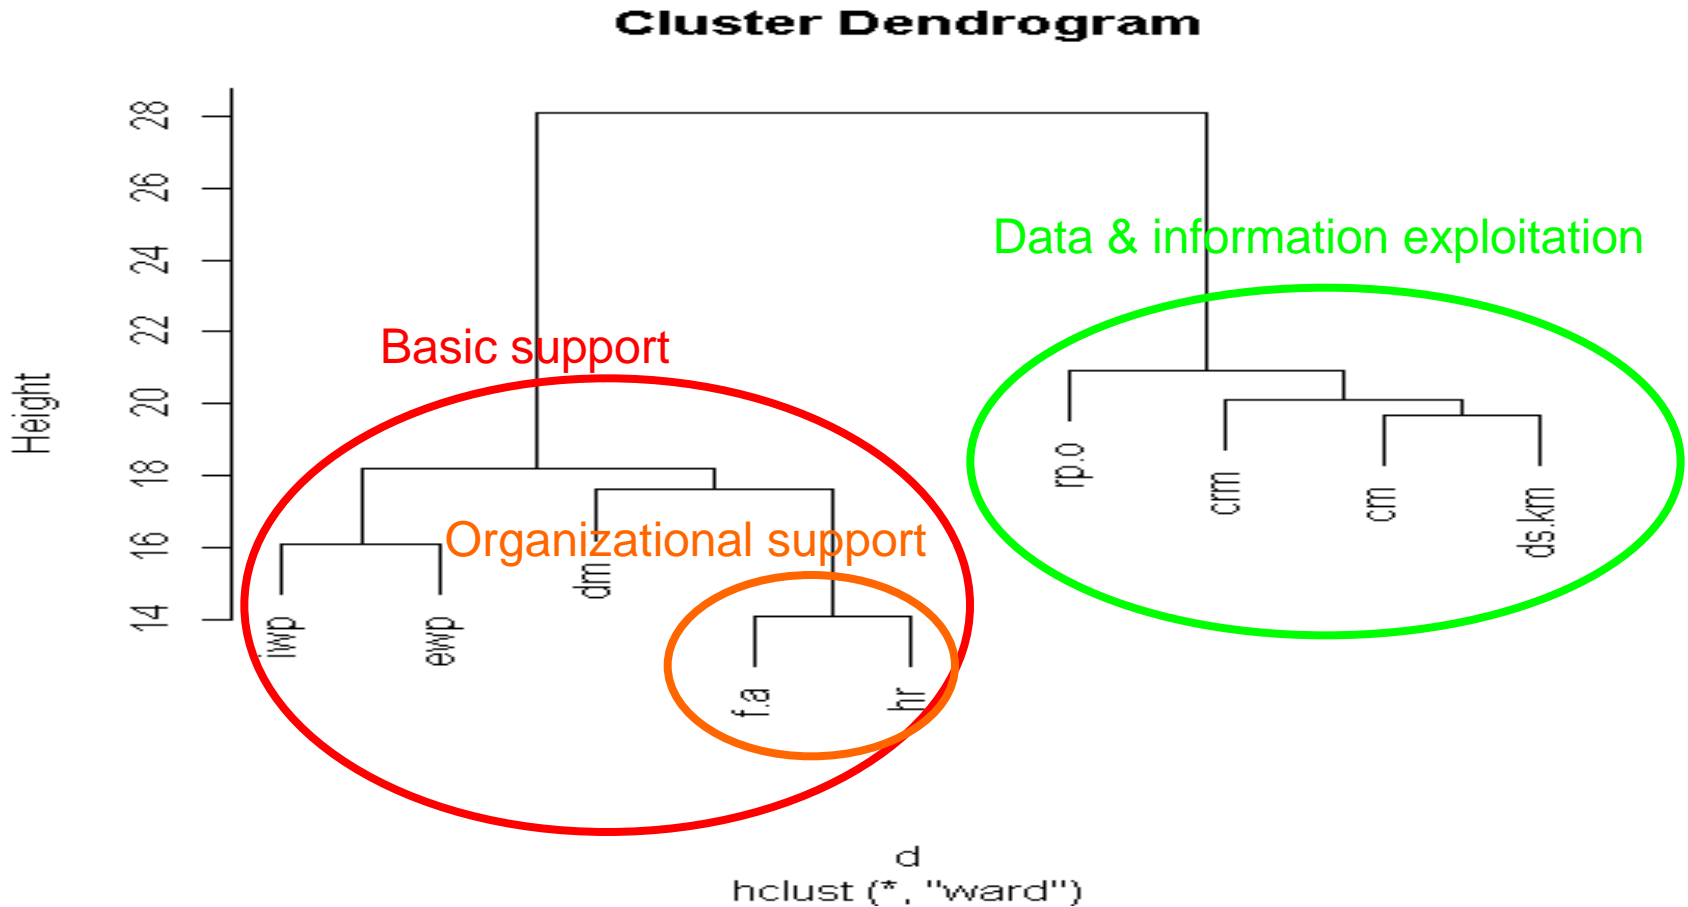 Cluster Dendrogram
Height
28
26
24
22
20
18
16
14
Data & information exploitation
Basic support
Organizational support
rp.o
crm
cm
ds.km
dm
iwp
ewp
f.a
hr
d
hclust (*, "ward")